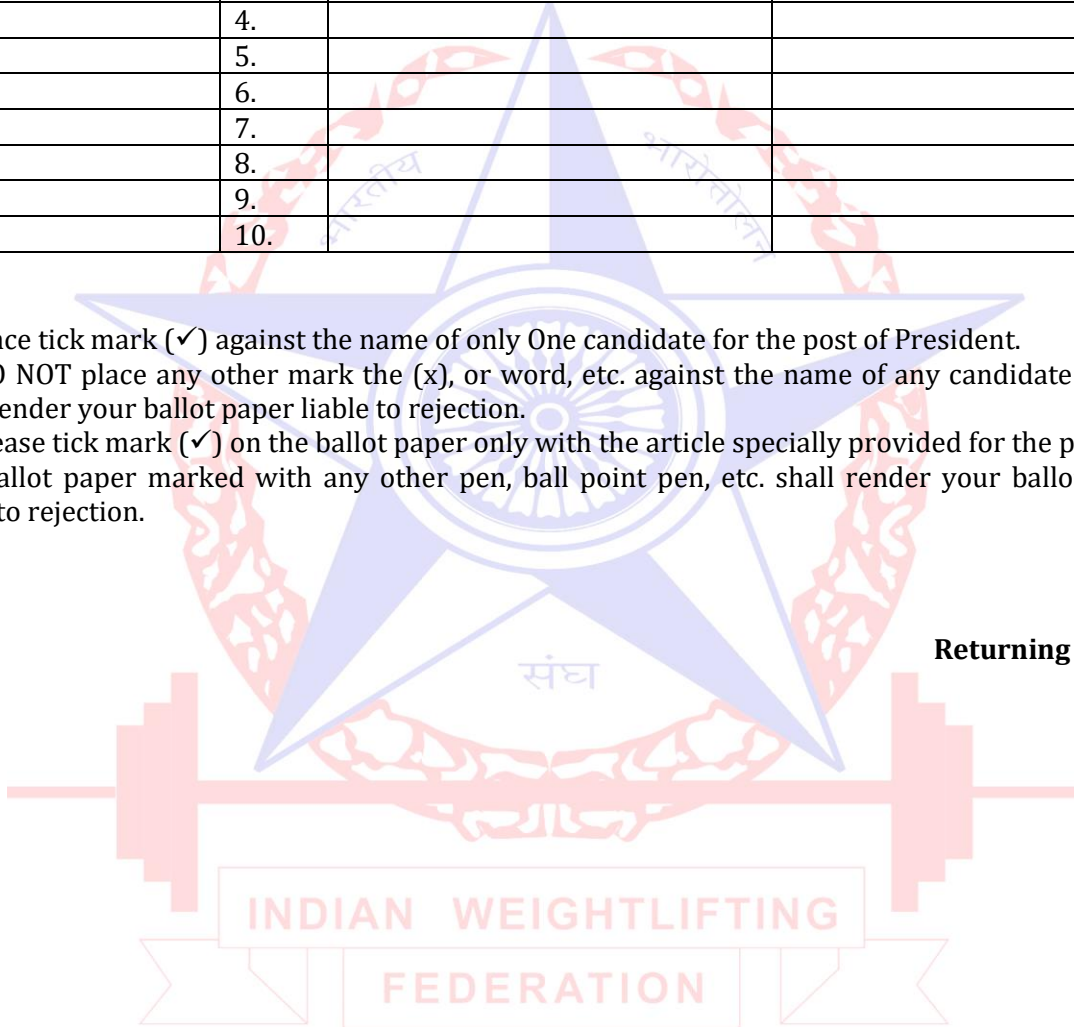 4.
5.
6.
7.
8.
9.
10.
भारतीय
भारोत्तोलन
nce tick mark (✓) against the name of only One candidate for the post of President.
O NOT place any other mark the (x), or word, etc. against the name of any candidate
ender your ballot paper liable to rejection.
ease tick mark (✓) on the ballot paper only with the article specially provided for the p
allot paper marked with any other pen, ball point pen, etc. shall render your ballo
to rejection.
Returning
संघ
INDIAN WEIGHTLIFTING
FEDERATION